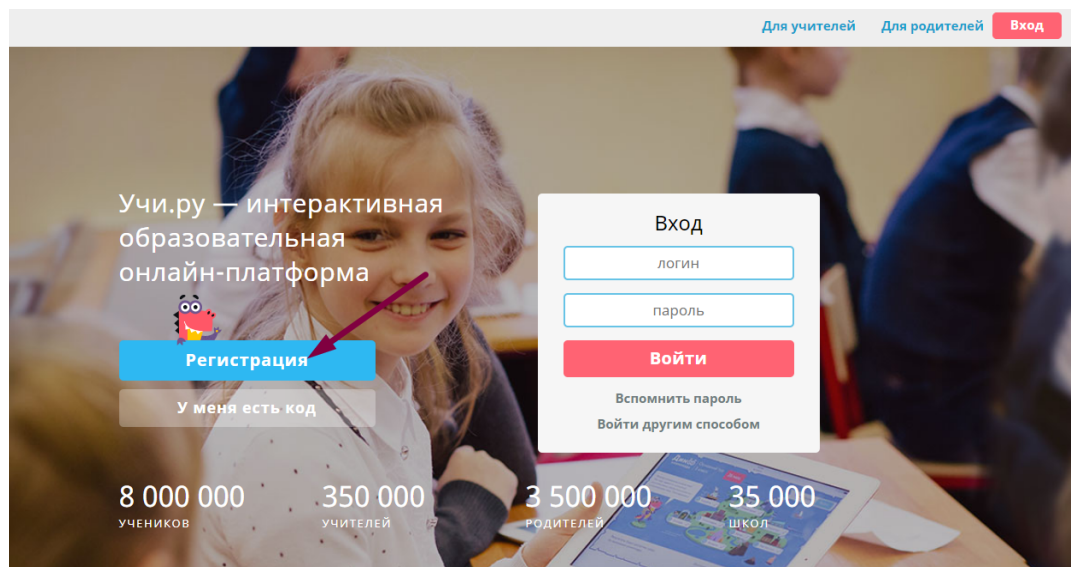 Для учителей Для родителей Вход
Учи.ру — интерактивная
образовательная
онлайн-платформа
Регистрация
У меня есть код
Вход
логин
пароль
Войти
Вспомнить пароль
Войти другим способом
8 000 000 350 000 3 500 000 35 000
УЧЕНИКОВ УЧИТЕЛЕЙ РОДИТЕЛЕЙ ШКОЛ